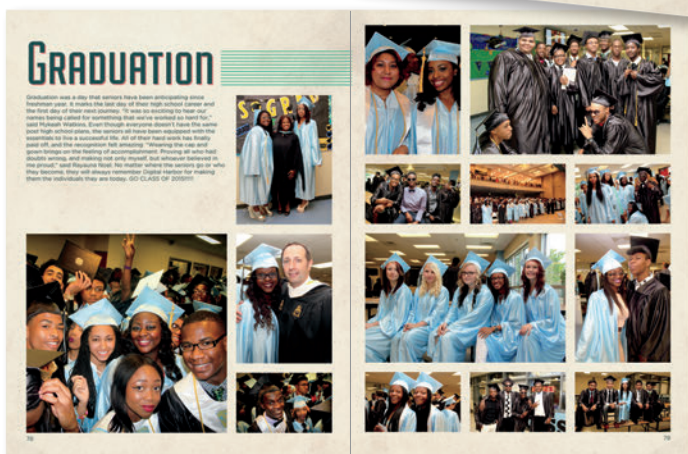 GRADUATION
Graduation was a day that seniors have been anticipating since
freshman year. It marks the last day of their high school career and
the first day of their next journey. "It was so exciting to hear our
names being called for something that we've worked so hard for,"
said Mykeah Watkins. Even though everyone doesn't have the same
post high school plans, the seniors all have been equipped with the
essentials to live a successful life. All of their hard work has finally
paid off, and the recognition felt amazing. "Wearing the cap and
gown brings on the feeling of accomplishment. Proving all who had
doubts wrong, and making not only myself, but whoever believed in
me proud," said Rayauna Noel. No matter where the seniors go or who
they become, they will always remember Digital Harbor for making
them the individuals they are today. GO CLASS OF 2015!!!!!
78
79